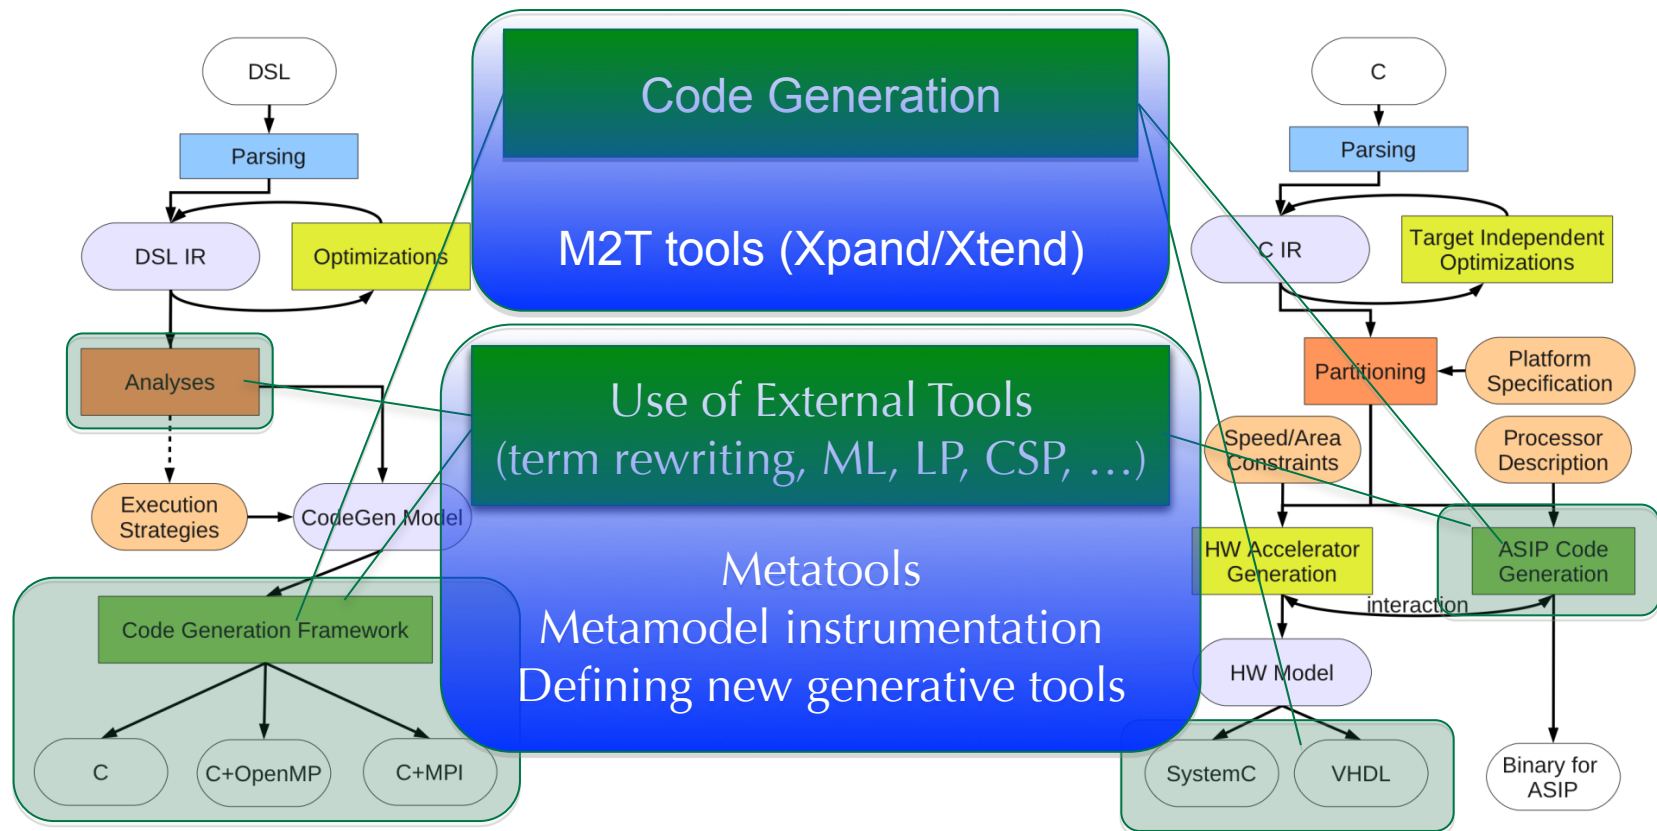 DSL
Parsing
DSL IR
Optimizations
Analyses
Execution
Strategies
CodeGen Model
Code Generation Framework
C
C+OpenMP
C+MPI
Code Generation
M2T tools (Xpand/Xtend)
Use of External Tools
(term rewriting, ML, LP, CSP, …)
Metatools
Metamodel instrumentation
Defining new generative tools
C
Parsing
C IR
Target Independent
Optimizations
Partitioning
Platform
Specification
Speed/Area
Constraints
Processor
Description
HW Accelerator
Generation
ASIP Code
Generation
interaction
HW Model
SystemC
VHDL
Binary for
ASIP